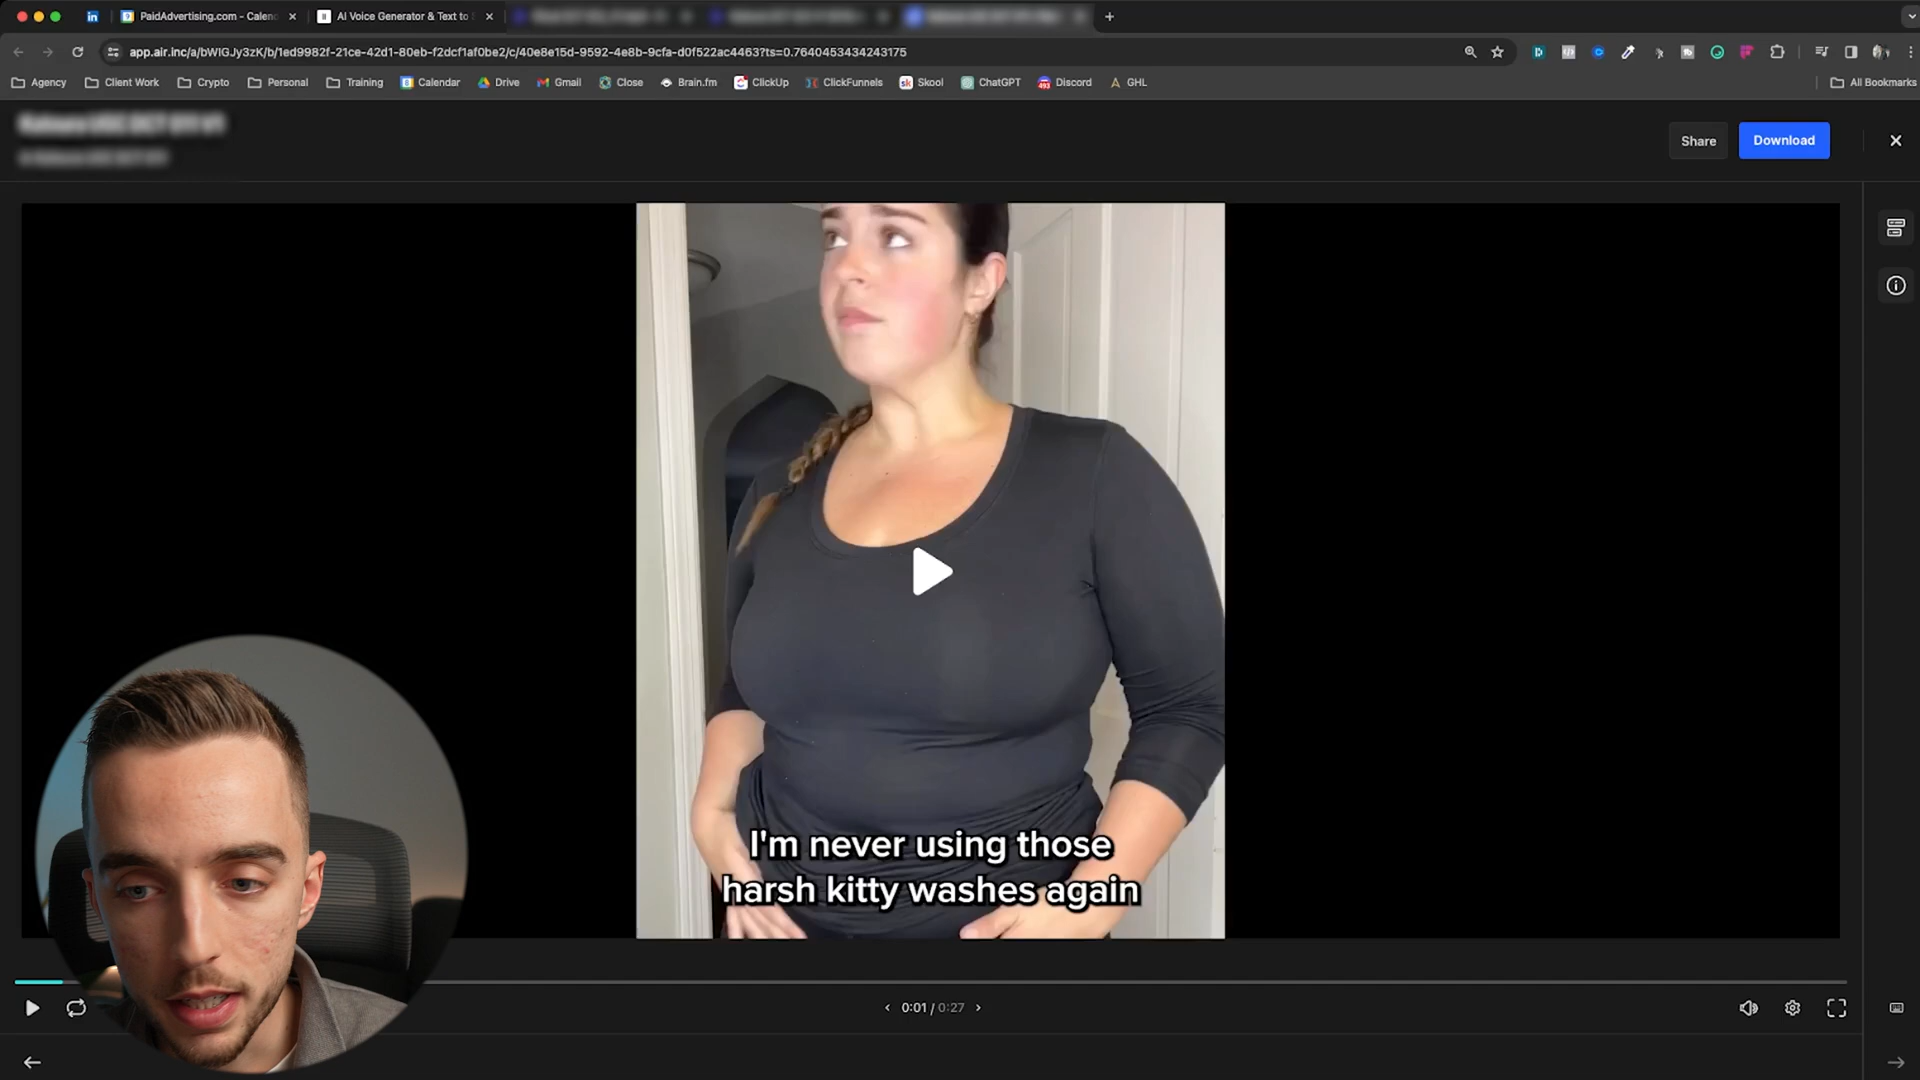 PaidAdvertising.com - Calend
AI Voice Generator & Text to
app.air.inc/a/bWIGJy3zK/b/1ed9982f-21ce-42d1-80eb-f2dcf1af0be2/c/40e8e15d-9592-4e8b-9cfa-d0f522ac4463?ts=0.7640453434243175
Agency Client Work Crypto Personal Training Calendar Drive Gmail Close Brain.fm ClickUp ClickFunnels Skool ChatGPT Discord GHL All Bookmarks
Share Download
I'm never using those
harsh kitty washes again
0:01 / 0:27